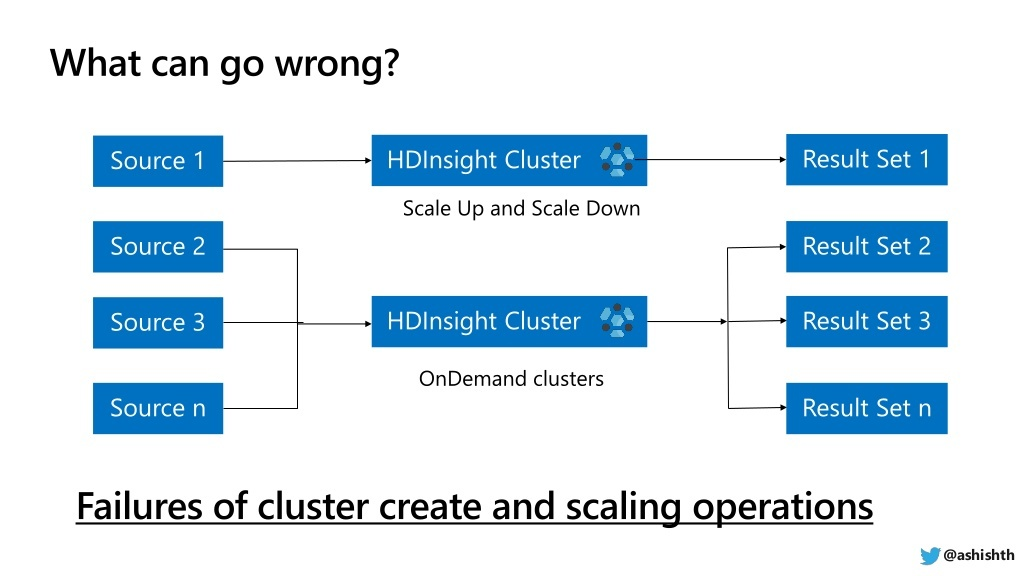 What can go wrong?
Source 1
HDInsight Cluster
Result Set 1
Scale Up and Scale Down
Source 2
Result Set 2
Source 3
HDInsight Cluster
Result Set 3
OnDemand clusters
Source n
Result Set n
Failures of cluster create and scaling operations
@ashishth